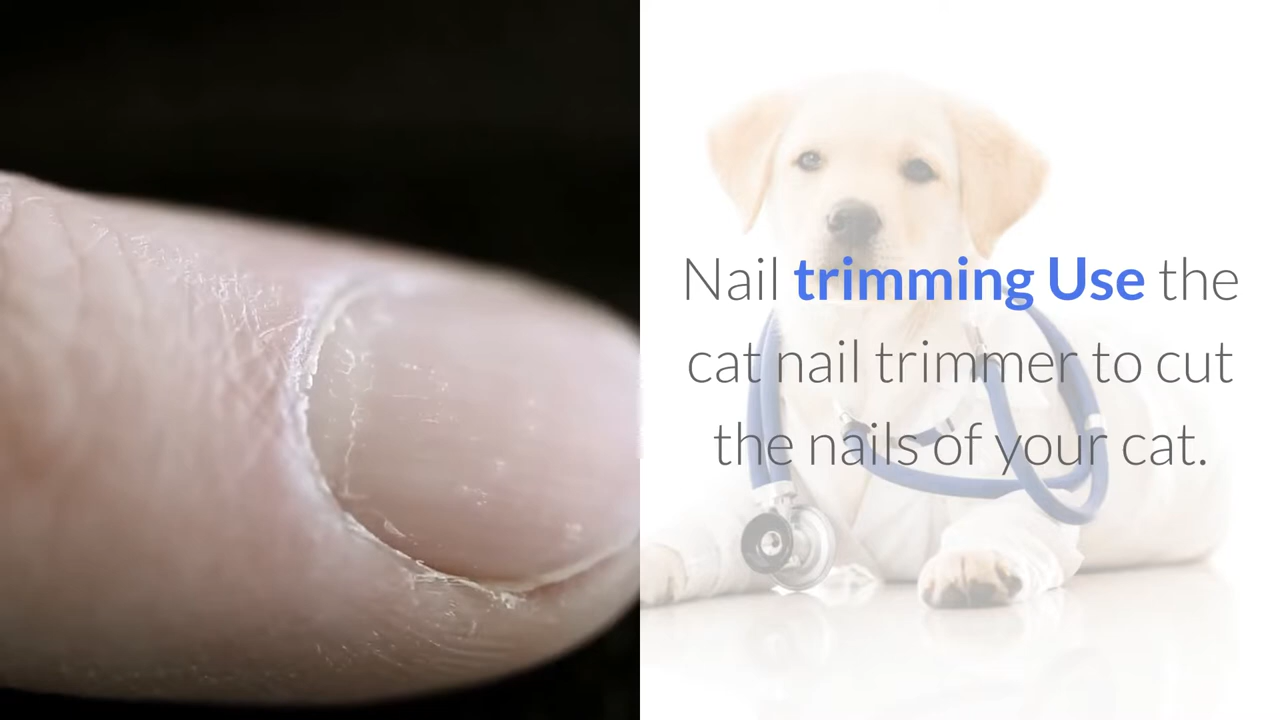 Nail trimming Use the
cat nail trimmer to cut
the nails of your cat.